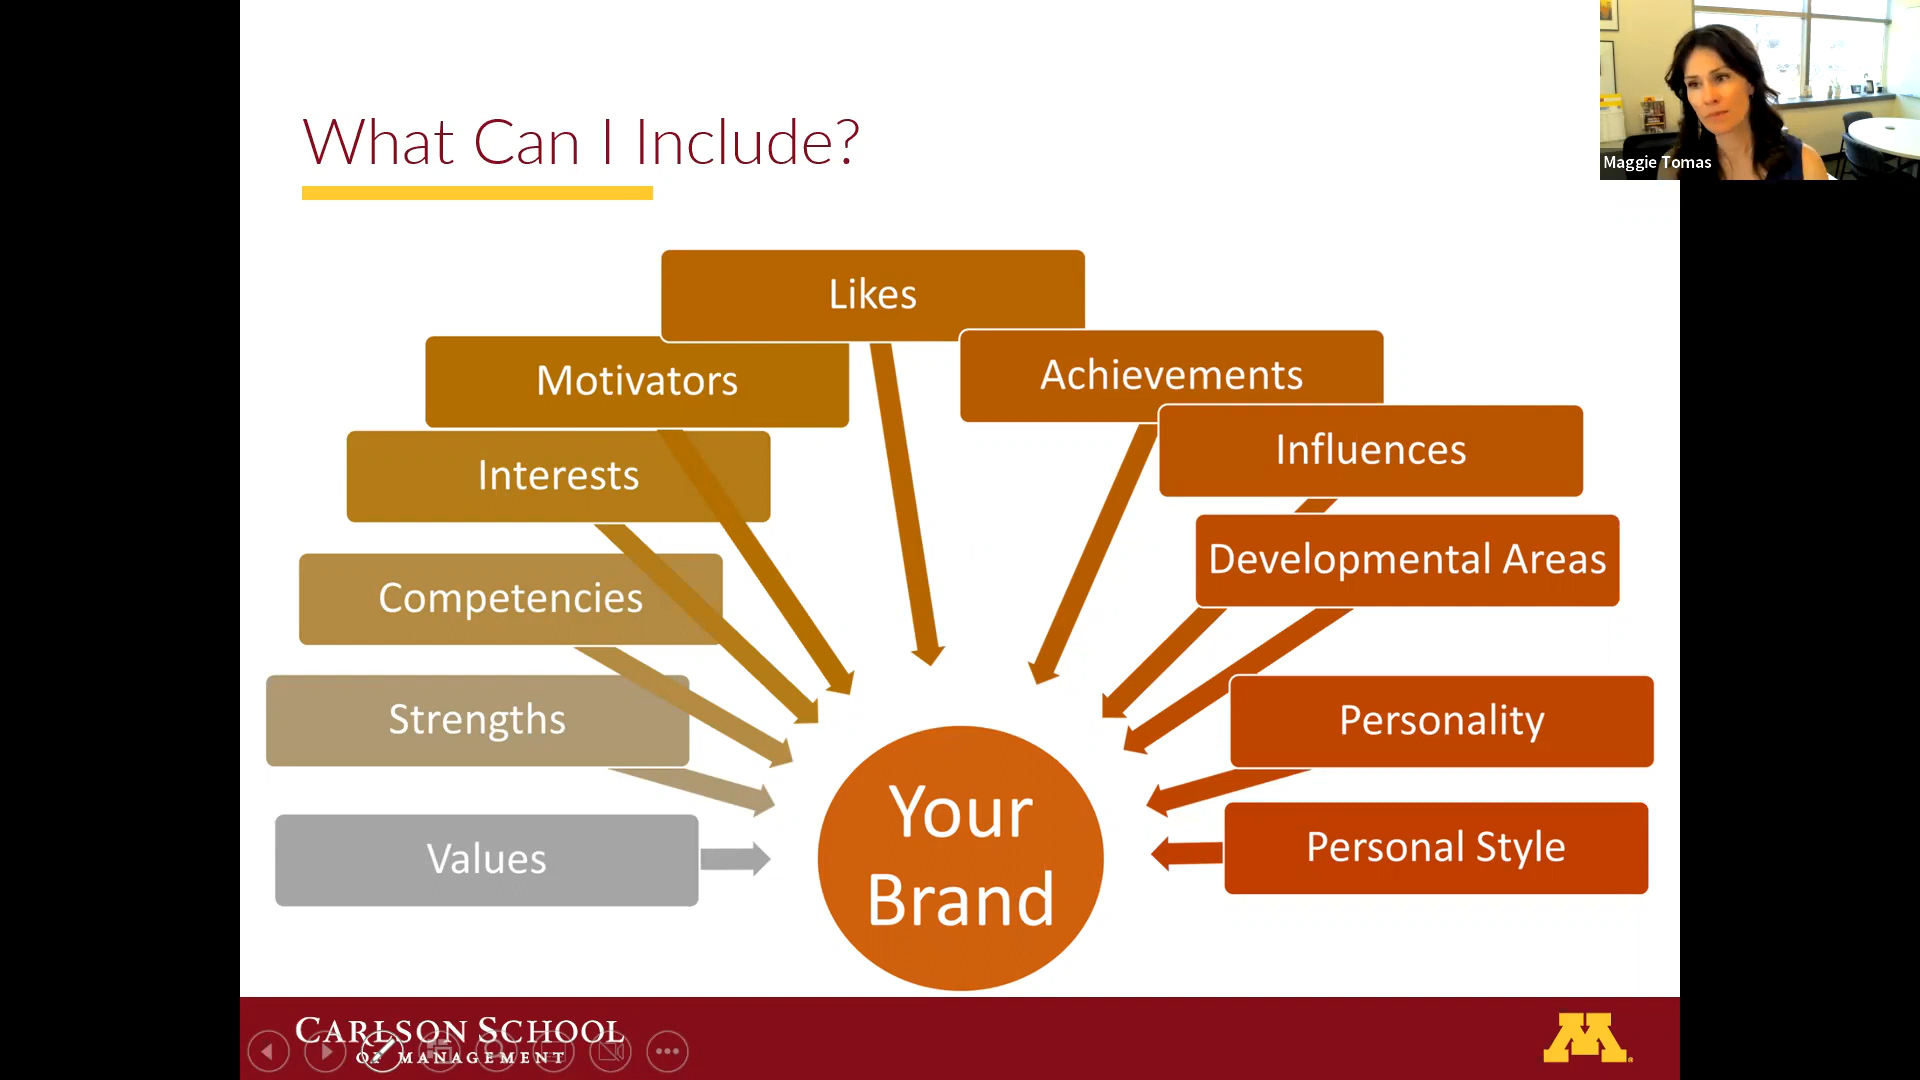 What Can I Include?
Maggie Tomas
Likes
Motivators
Achievements
Interests
Influences
Competencies
Developmental Areas
Strengths
Personality
Values
Personal Style
Your
Brand
CARLSON SCHOOL
OF MANAGEMENT
M